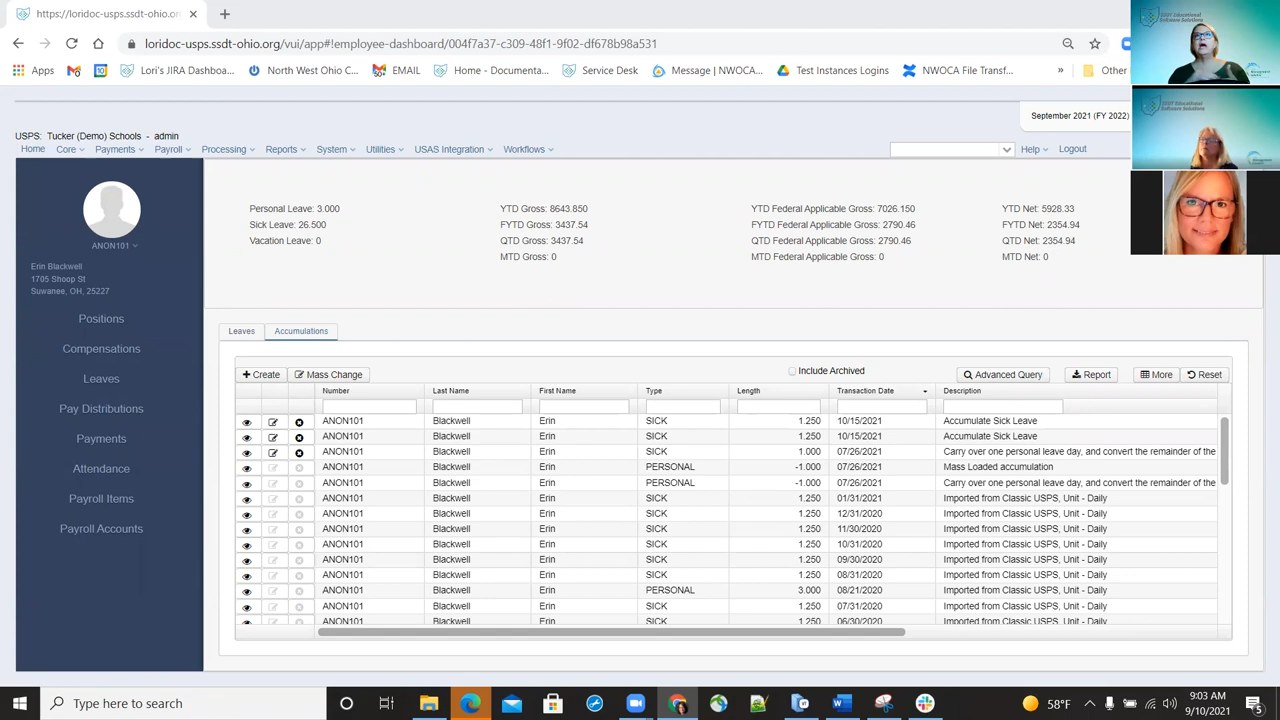 https://loridoc-usps.ssdt-ohio.org/
loridoc-usps.ssdt-ohio.org/vui/app#!employee-dashboard/004f7a37-c309-48f1-9f02-df678b98a531
Apps
Lori's JIRA Dashboa...
North West Ohio C...
EMAIL
Home - Documenta...
Service Desk
Message | NWOCA...
Test Instances Logins
NWOCA File Transf...
»
Other
USPS: Tucker (Demo) Schools - admin
September 2021 (FY 2022)
Home Core Payments Payroll Processing Reports System Utilities USAS Integration Workflows Help Logout
ANON101
Erin Blackwell
1705 Shoop St
Suwanee, OH, 25227
Positions
Compensations
Leaves
Pay Distributions
Payments
Attendance
Payroll Items
Payroll Accounts
Personal Leave: 3.000 YTD Gross: 8643.850 YTD Federal Applicable Gross: 7026.150 YTD Net: 5928.33
Sick Leave: 26.500 FYTD Gross: 3437.54 FYTD Federal Applicable Gross: 2790.46 FYTD Net: 2354.94
Vacation Leave: 0 QTD Gross: 3437.54 QTD Federal Applicable Gross: 2790.46 QTD Net: 2354.94
MTD Gross: 0 MTD Federal Applicable Gross: 0 MTD Net: 0
Leaves Accumulations
Create Mass Change Include Archived Advanced Query Report More Reset
Number Last Name First Name Type Length Transaction Date Description
ANON101 Blackwell Erin SICK 1.250 10/15/2021 Accumulate Sick Leave
ANON101 Blackwell Erin SICK 1.250 10/15/2021 Accumulate Sick Leave
ANON101 Blackwell Erin SICK 1.000 07/26/2021 Carry over one personal leave day, and convert the remainder of the
ANON101 Blackwell Erin PERSONAL -1.000 07/26/2021 Mass Loaded accumulation
ANON101 Blackwell Erin PERSONAL -1.000 07/26/2021 Carry over one personal leave day, and convert the remainder of the
ANON101 Blackwell Erin SICK 1.250 01/31/2021 Imported from Classic USPS, Unit - Daily
ANON101 Blackwell Erin SICK 1.250 12/31/2020 Imported from Classic USPS, Unit - Daily
ANON101 Blackwell Erin SICK 1.250 11/30/2020 Imported from Classic USPS, Unit - Daily
ANON101 Blackwell Erin SICK 1.250 10/31/2020 Imported from Classic USPS, Unit - Daily
ANON101 Blackwell Erin SICK 1.250 09/30/2020 Imported from Classic USPS, Unit - Daily
ANON101 Blackwell Erin SICK 1.250 08/31/2020 Imported from Classic USPS, Unit - Daily
ANON101 Blackwell Erin PERSONAL 3.000 08/21/2020 Imported from Classic USPS, Unit - Daily
ANON101 Blackwell Erin SICK 1.250 07/31/2020 Imported from Classic USPS, Unit - Daily
ANON101 Blackwell Erin SICK 1.250 06/30/2020 Imported from Classic USPS, Unit - Daily
Type here to search
58°F
9:03 AM
9/10/2021
5